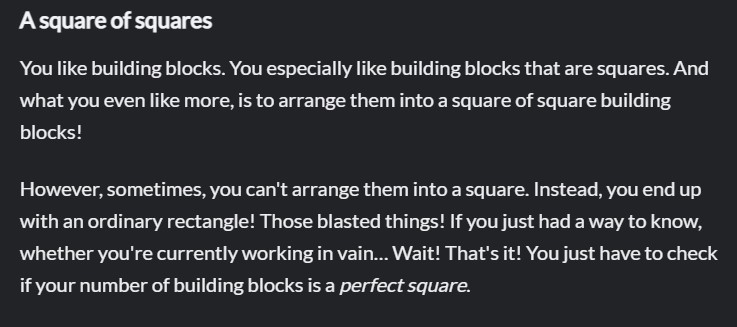 A square of squares
You like building blocks. You especially like building blocks that are squares. And
what you even like more, is to arrange them into a square of square building
blocks!
However, sometimes, you can't arrange them into a square. Instead, you end up
with an ordinary rectangle! Those blasted things! If you just had a way to know,
whether you're currently working in vain... Wait! That's it! You just have to check
if your number of building blocks is a perfect square.